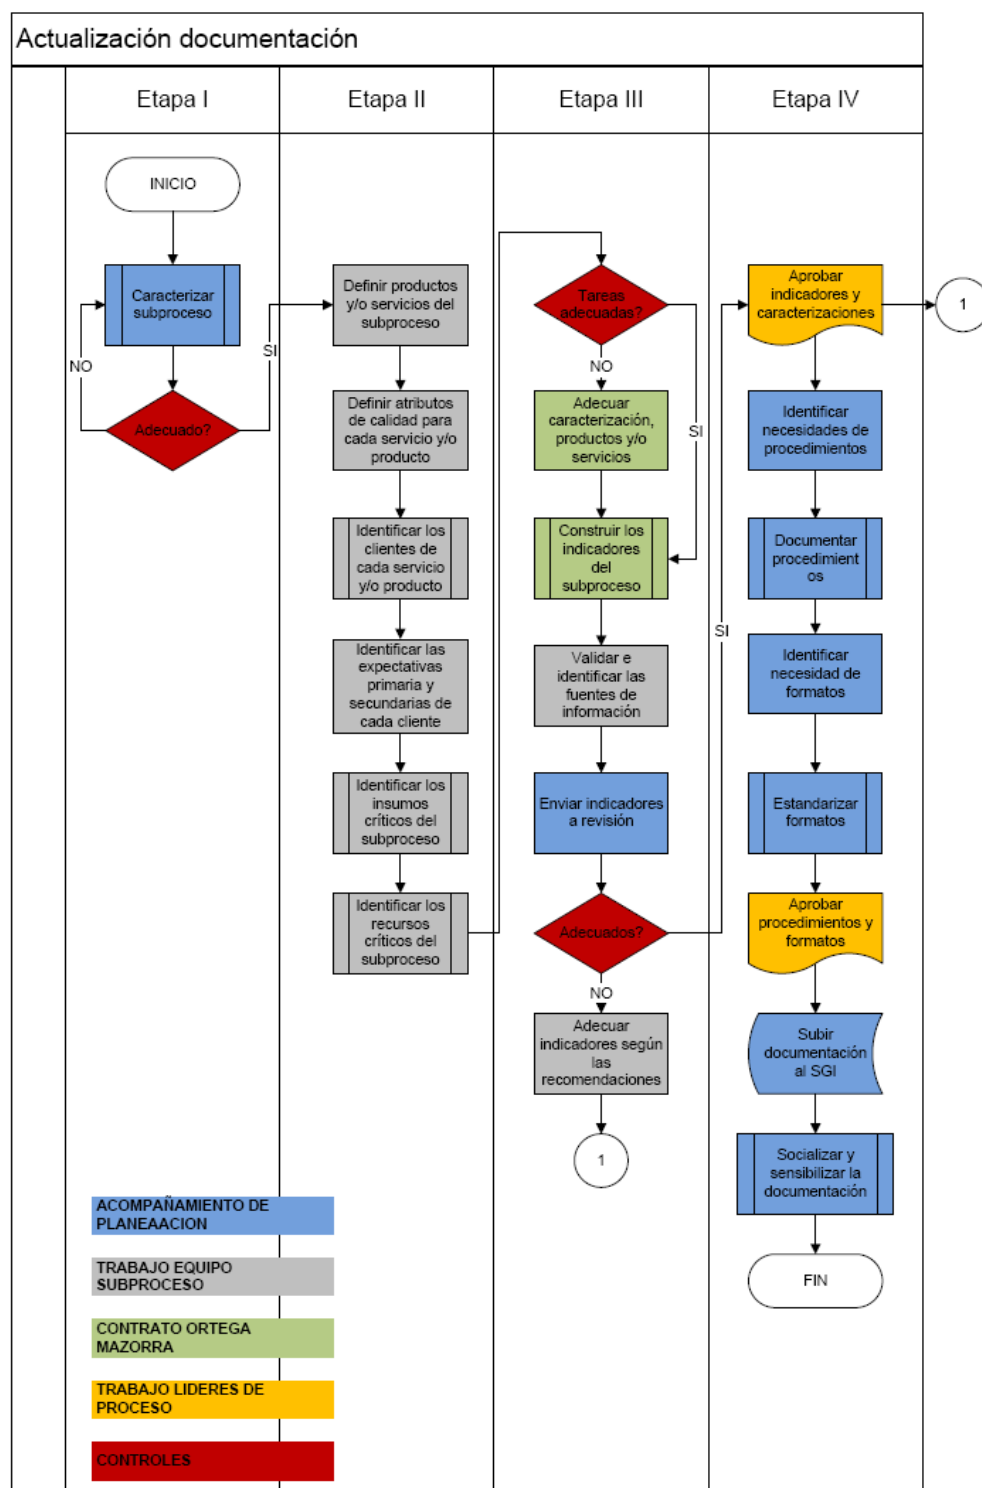 Actualización documentación
Etapa I
Etapa II
Etapa III
Etapa IV
INICIO
Caracterizar
subproceso
NO
SI
Adecuado?
Definir productos
y/o servicios del
subproceso
Definir atributos
de calidad para
cada servicio y/o
producto
Identificar los
clientes de
cada servicio
y/o producto
Identificar las
expectativas
primaria y
secundarias de
cada cliente
Identificar los
insumos
críticos del
subproceso
Identificar los
recursos
críticos del
subproceso
Tareas
adecuadas?
NO
SI
Adecuar
caracterización,
productos y/o
servicios
Construir los
indicadores
del
subproceso
Validar e
identificar las
fuentes de
información
Enviar indicadores
a revisión
Adecuados?
SI
NO
Adecuar
indicadores según
las
recomendaciones
1
Aprobar
indicadores y
caracterizaciones
1
Identificar
necesidades de
procedimientos
Documentar
procedimient
os
Identificar
necesidad de
formatos
Estandarizar
formatos
Aprobar
procedimientos y
formatos
Subir
documentación
al SGI
Socializar y
sensibilizar la
documentación
FIN
ACOMPAÑAMIENTO DE
PLANEAACION
TRABAJO EQUIPO
SUBPROCESO
CONTRATO ORTEGA
MAZORRA
TRABAJO LIDERES DE
PROCESO
CONTROLES